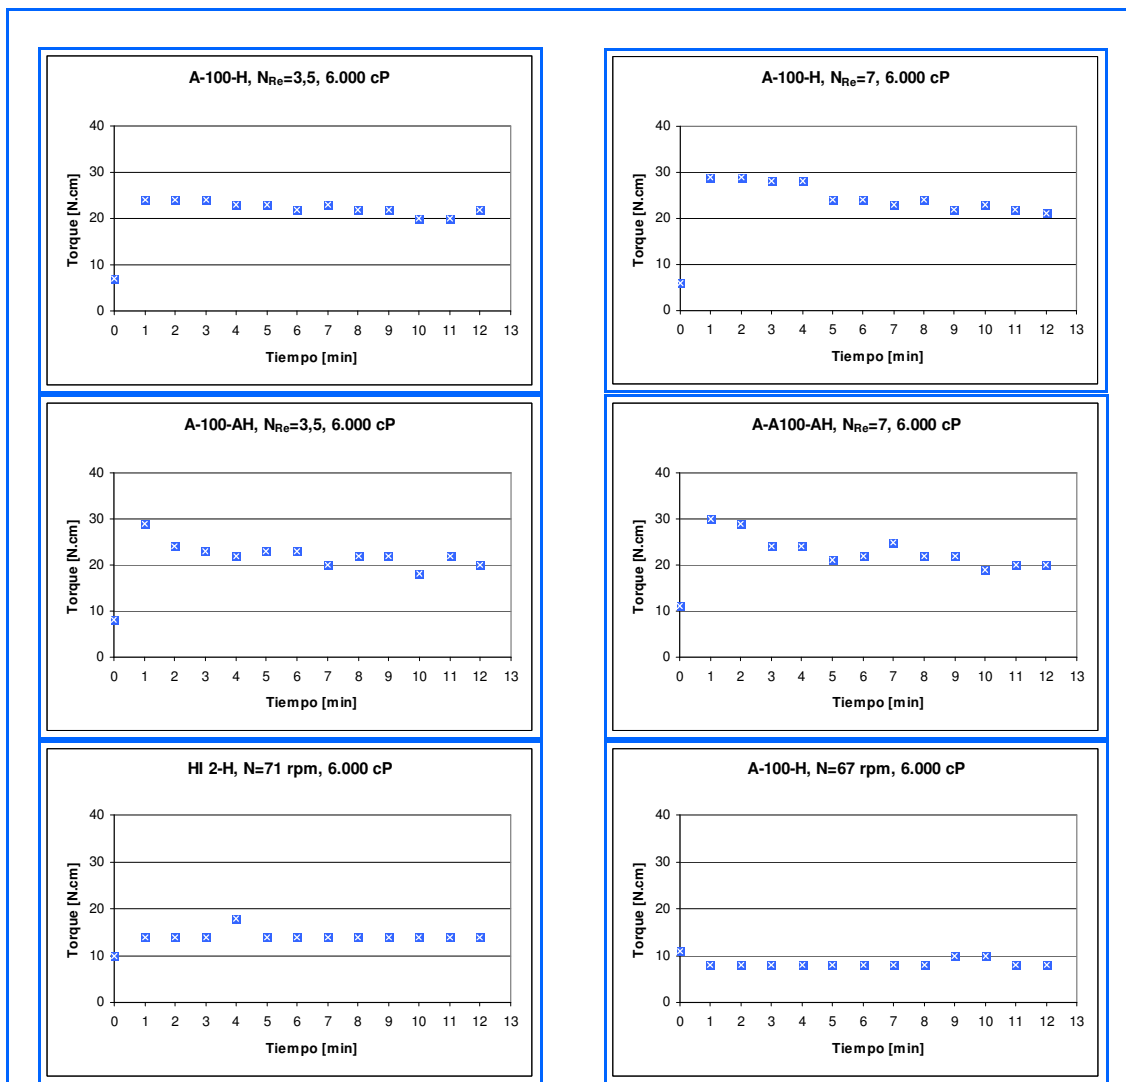 A-100-H, NRe=3,5, 6.000 cP
40
30
20
10
0
Torque [N.cm]
0 1 2 3 4 5 6 7 8 9 10 11 12 13
Tiempo [min]
A-100-H, NRe=7, 6.000 cP
40
30
20
10
0
Torque [N.cm]
0 1 2 3 4 5 6 7 8 9 10 11 12 13
Tiempo [min]
A-100-AH, NRe=3,5, 6.000 cP
40
30
20
10
0
Torque [N.cm]
0 1 2 3 4 5 6 7 8 9 10 11 12 13
Tiempo [min]
A-A100-AH, NRe=7, 6.000 cP
40
30
20
10
0
Torque [N.cm]
0 1 2 3 4 5 6 7 8 9 10 11 12 13
Tiempo [min]
HI 2-H, N=71 rpm, 6.000 cP
40
30
20
10
0
Torque [N.cm]
0 1 2 3 4 5 6 7 8 9 10 11 12 13
Tiempo [min]
A-100-H, N=67 rpm, 6.000 cP
40
30
20
10
0
Torque [N.cm]
0 1 2 3 4 5 6 7 8 9 10 11 12 13
Tiempo [min]